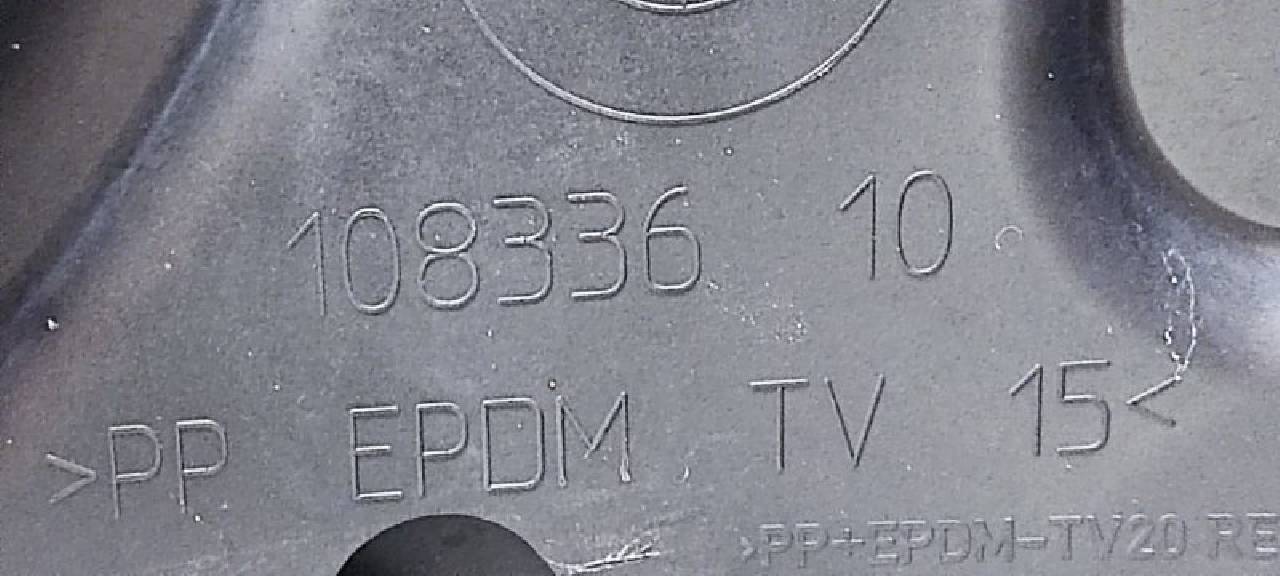 108336 10
>PP EPDM TV 15<
>PP+EPDM-TV20 RE